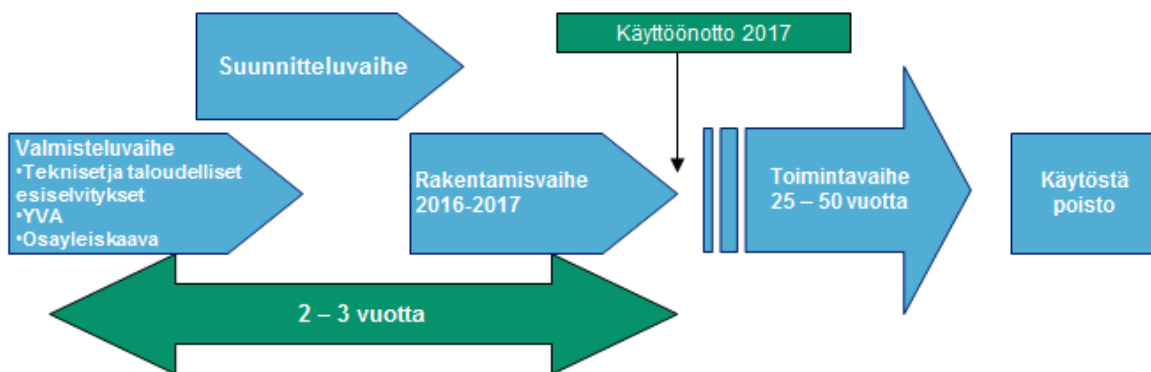 Käyttöönotto 2017
Suunnitteluvaihe
Valmisteluvaihe
•Teknisetja taloudelliset
esiselvitykset
•YVA
•Osayleiskaava
Rakentamisvaihe
2016-2017
Toimintavaihe
25 – 50 vuotta
Käytöstä
poisto
2 – 3 vuotta